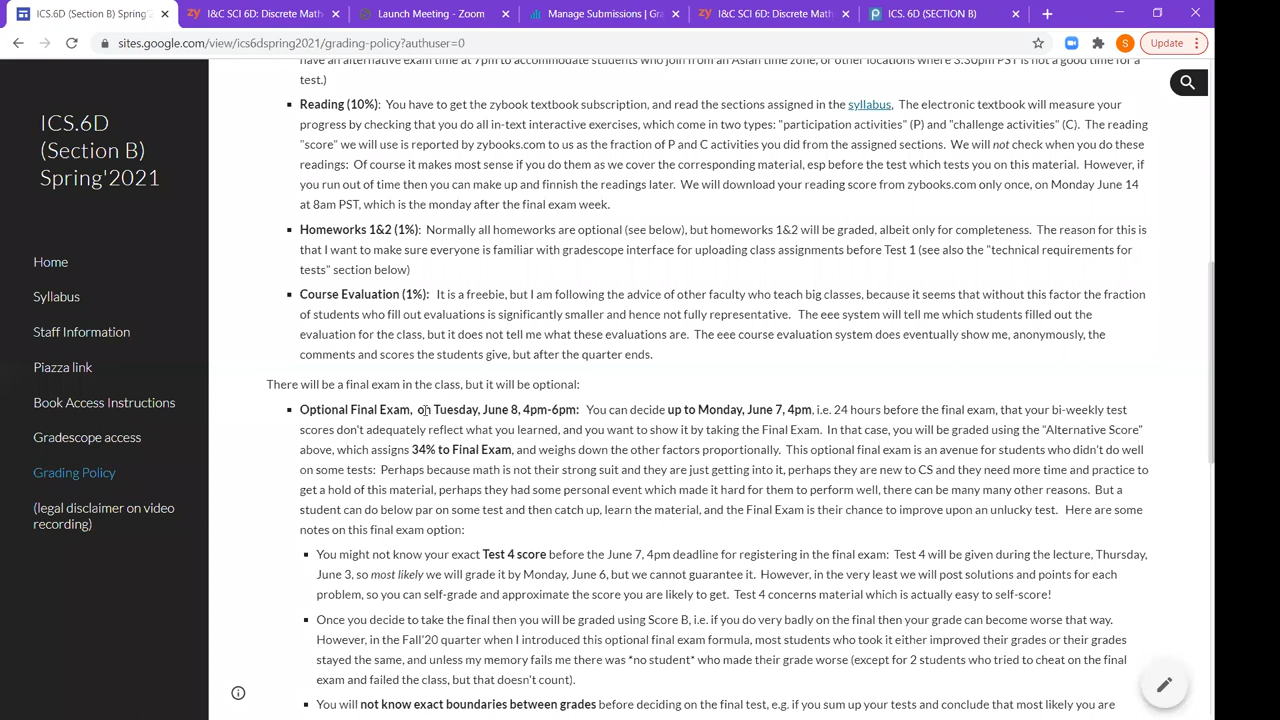 ICS.6D (Section B) Spring'2
I&C SCI 6D: Discrete Math
Launch Meeting - Zoom
Manage Submissions | Gra
I&C SCI 6D: Discrete Math
ICS. 6D (SECTION B)
sites.google.com/view/ics6dspring2021/grading-policy?authuser=0
S
Update
ICS.6D
(Section B)
Spring'2021
Home
Syllabus
Staff Information
Piazza link
Book Access Instructions
Gradescope access
Grading Policy
(legal disclaimer on video
recording)
have an alternative exam time at 7pm to accommodate students who join from an Asian time zone, or other locations where 3:30pm PST is not a good time for a
test.)
Reading (10%): You have to get the zybook textbook subscription, and read the sections assigned in the syllabus. The electronic textbook will measure your
progress by checking that you do all in-text interactive exercises, which come in two types: "participation activities" (P) and "challenge activities" (C). The reading
"score" we will use is reported by zybooks.com to us as the fraction of P and C activities you did from the assigned sections. We will not check when you do these
readings: Of course it makes most sense if you do them as we cover the corresponding material, esp before the test which tests you on this material. However, if
you run out of time then you can make up and finnish the readings later. We will download your reading score from zybooks.com only once, on Monday June 14
at 8am PST, which is the monday after the final exam week.
Homeworks 1&2 (1%): Normally all homeworks are optional (see below), but homeworks 1&2 will be graded, albeit only for completeness. The reason for this is
that I want to make sure everyone is familiar with gradescope interface for uploading class assignments before Test 1 (see also the "technical requirements for
tests" section below)
Course Evaluation (1%): It is a freebie, but I am following the advice of other faculty who teach big classes, because it seems that without this factor the fraction
of students who fill out evaluations is significantly smaller and hence not fully representative. The eee system will tell me which students filled out the
evaluation for the class, but it does not tell me what these evaluations are. The eee course evaluation system does eventually show me, anonymously, the
comments and scores the students give, but after the quarter ends.
There will be a final exam in the class, but it will be optional:
Optional Final Exam, on Tuesday, June 8, 4pm-6pm: You can decide up to Monday, June 7, 4pm, i.e. 24 hours before the final exam, that your bi-weekly test
scores don't adequately reflect what you learned, and you want to show it by taking the Final Exam. In that case, you will be graded using the "Alternative Score"
above, which assigns 34% to Final Exam, and weighs down the other factors proportionally. This optional final exam is an avenue for students who didn't do well
on some tests: Perhaps because math is not their strong suit and they are just getting into it, perhaps they are new to CS and they need more time and practice to
get a hold of this material, perhaps they had some personal event which made it hard for them to perform well, there can be many many other reasons. But a
student can do below par on some test and then catch up, learn the material, and the Final Exam is their chance to improve upon an unlucky test. Here are some
notes on this final exam option:
You might not know your exact Test 4 score before the June 7, 4pm deadline for registering in the final exam: Test 4 will be given during the lecture, Thursday,
June 3, so most likely we will grade it by Monday, June 6, but we cannot guarantee it. However, in the very least we will post solutions and points for each
problem, so you can self-grade and approximate the score you are likely to get. Test 4 concerns material which is actually easy to self-score!
Once you decide to take the final then you will be graded using Score B, i.e. if you do very badly on the final then your grade can become worse that way.
However, in the Fall'20 quarter when I introduced this optional final exam formula, most students who took it either improved their grades or their grades
stayed the same, and unless my memory fails me there was *no student* who made their grade worse (except for 2 students who tried to cheat on the final
exam and failed the class, but that doesn't count).
You will not know exact boundaries between grades before deciding on the final test, e.g. if you sum up your tests and conclude that most likely you are